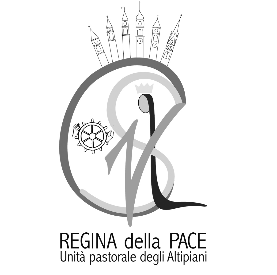 REGINA della PACE
Unità pastorale degli Altipiani